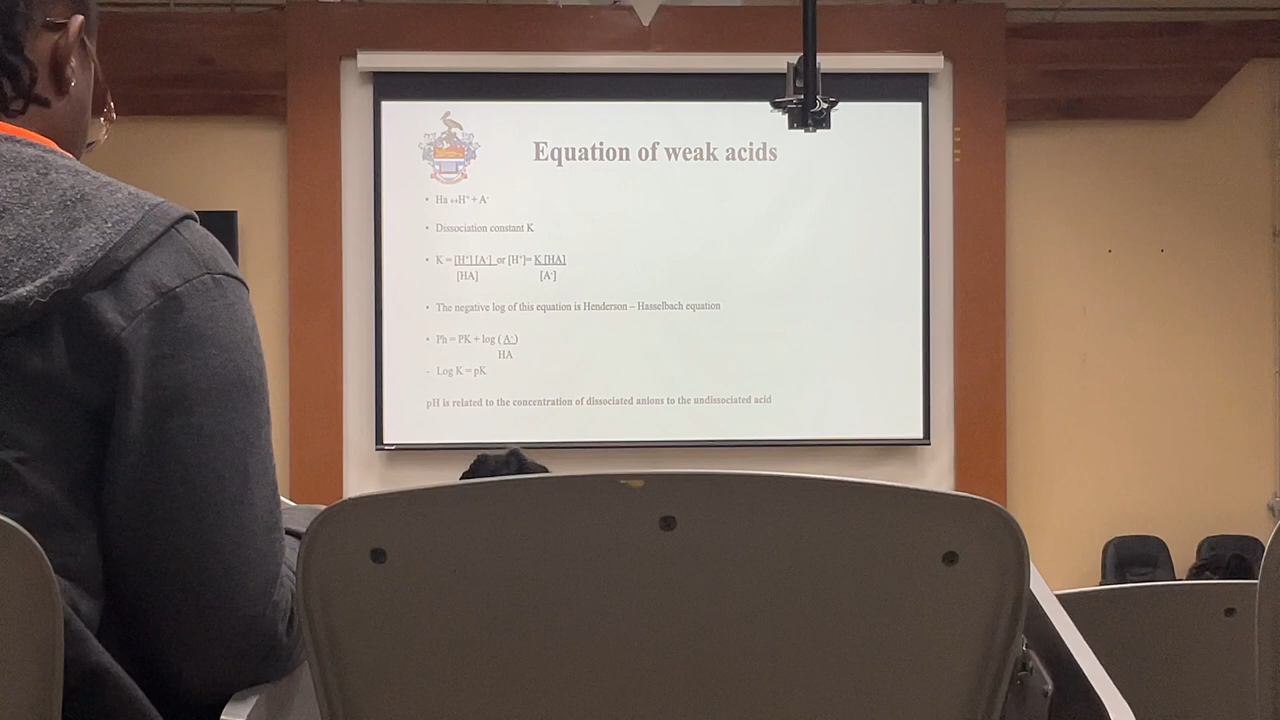 Equation of weak acids
• Ha ↔H⁺ + A⁻
• Dissociation constant K
• K = [H⁺] [A⁻] or [H⁺]= K [HA]
[HA] [A⁻]
• The negative log of this equation is Henderson – Hasselbach equation
• Ph = PK + log ( A⁻)
HA
- Log K = pK
pH is related to the concentration of dissociated anions to the undissociated acid